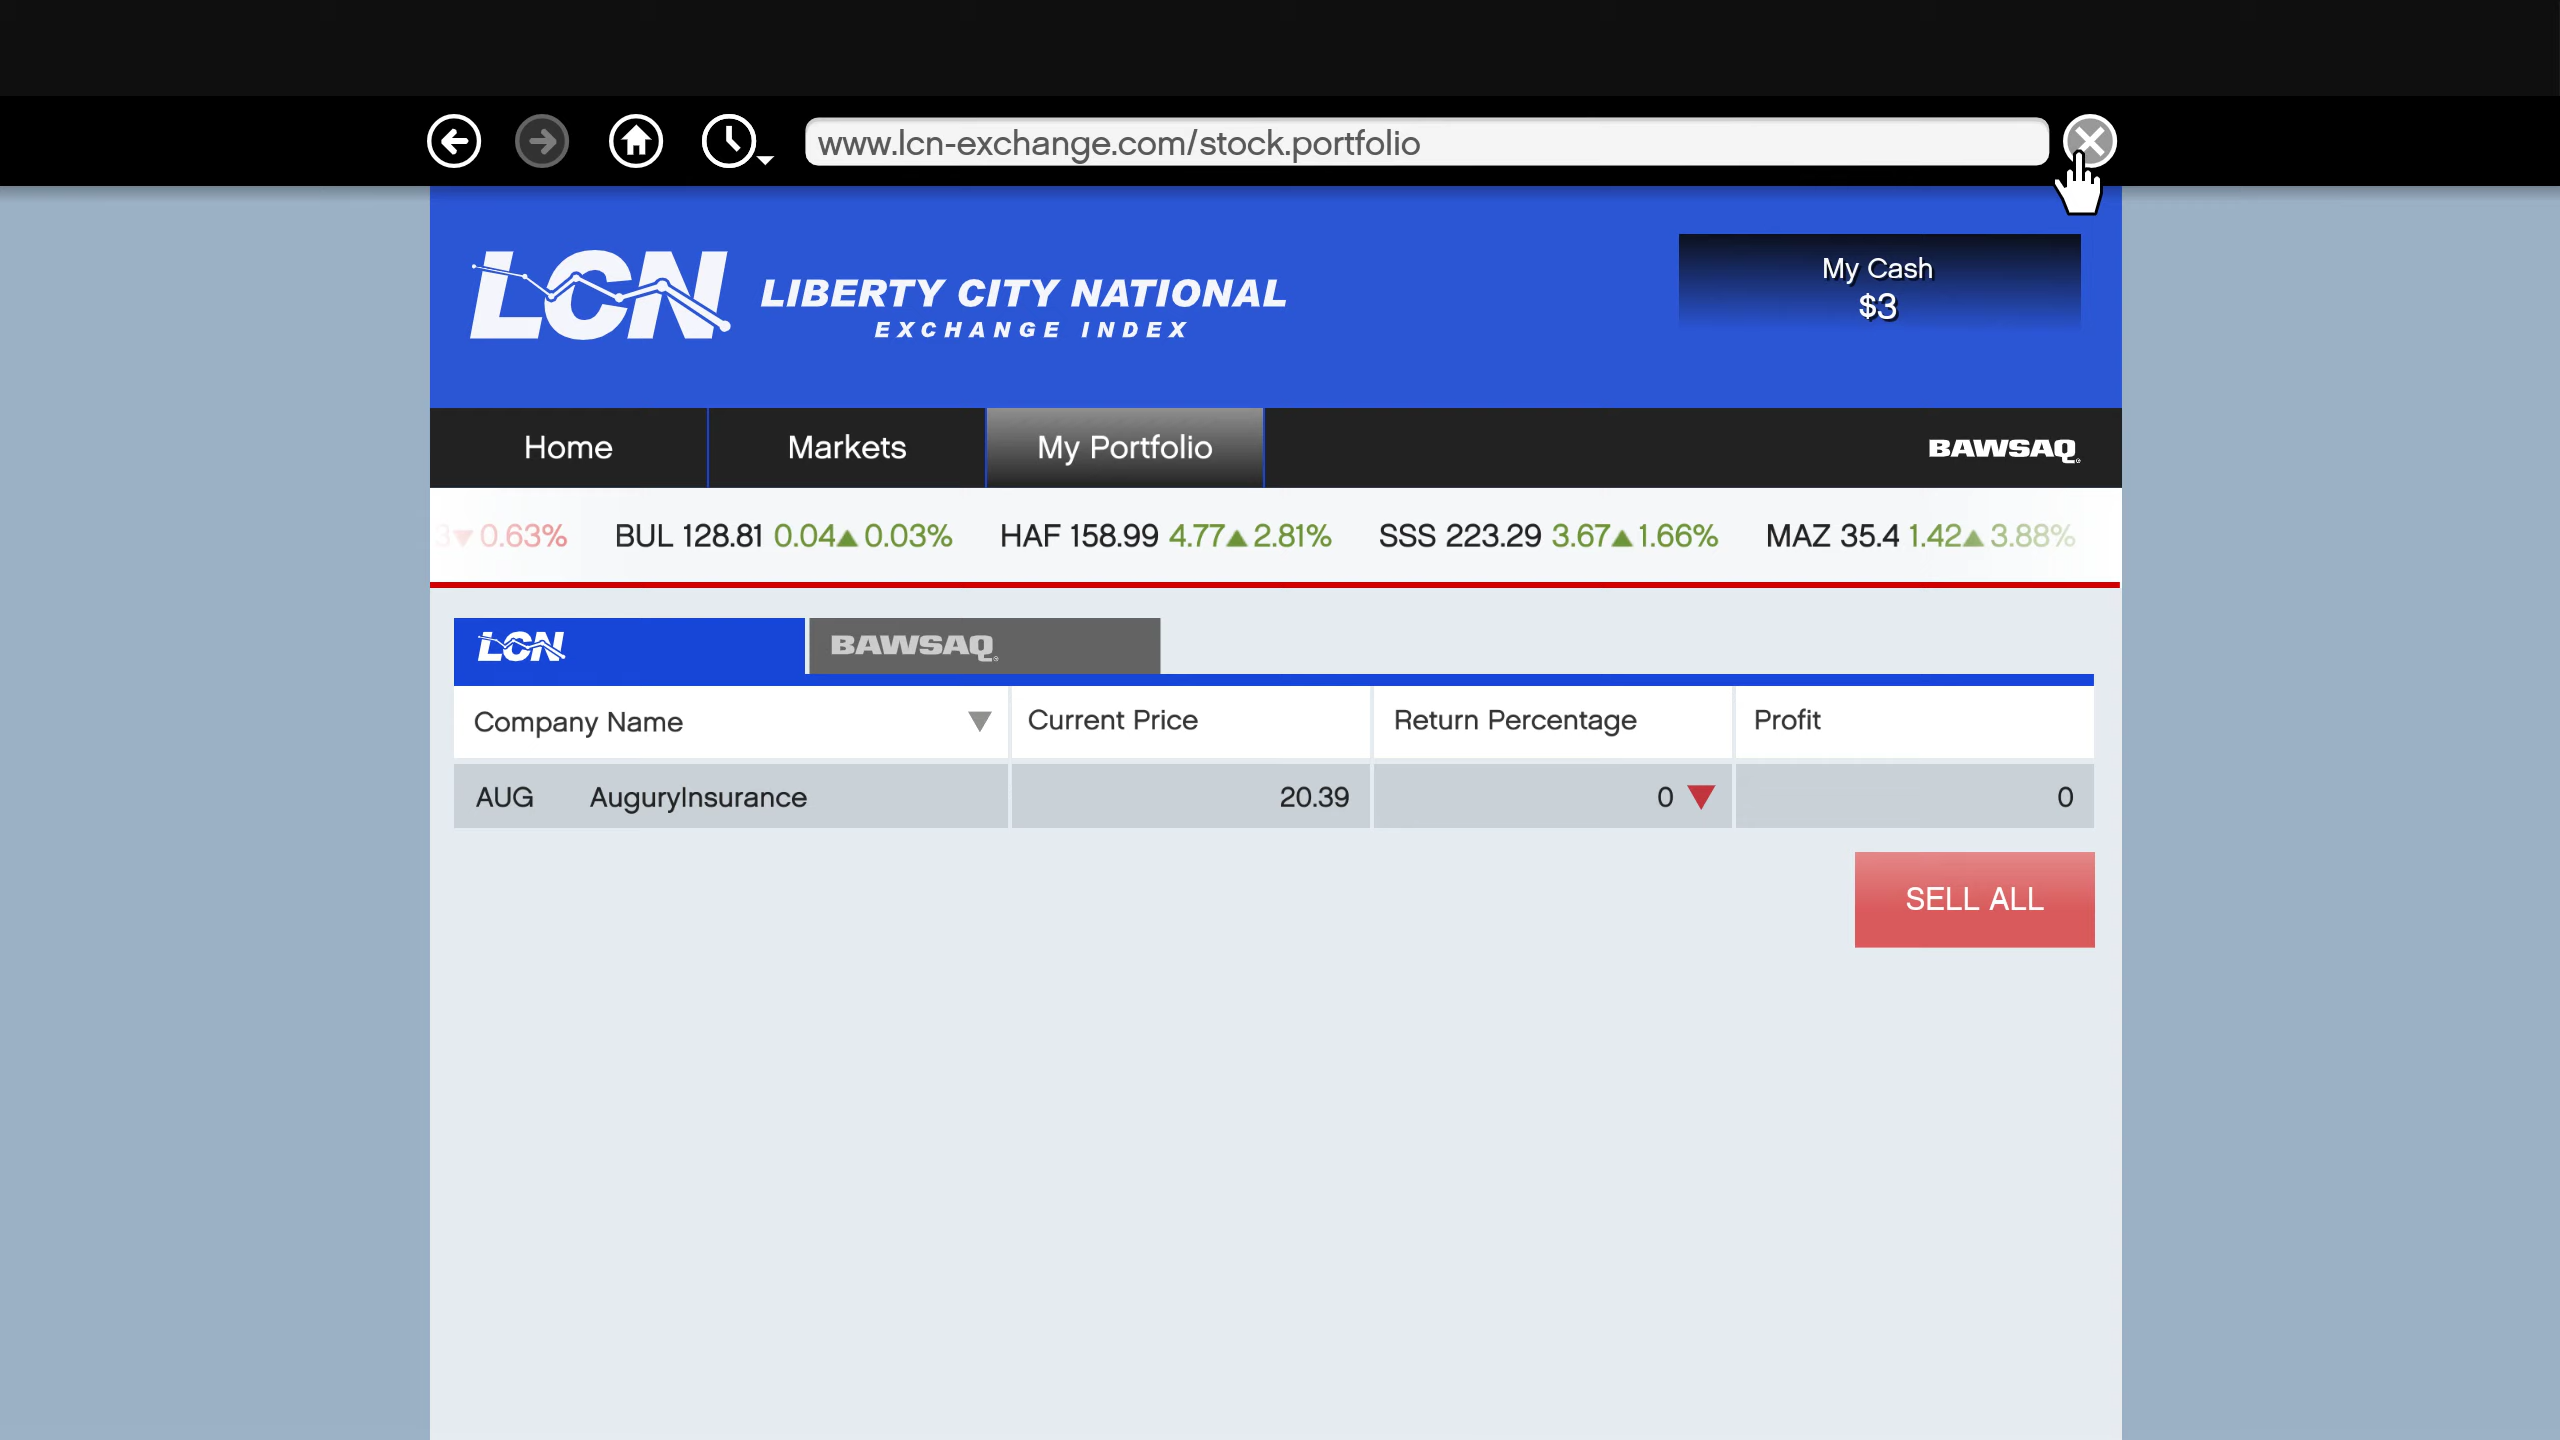 www.lcn-exchange.com/stock.portfolio
LCN
LIBERTY CITY NATIONAL
EXCHANGE INDEX
My Cash
$3
Home
Markets
My Portfolio
BAWSAQ
3▼0.63% BUL 128.81 0.04▲0.03% HAF 158.99 4.77▲2.81% SSS 223.29 3.67▲1.66% MAZ 35.4 1.42▲3.88%
LCN
BAWSAQ
Company Name Current Price Return Percentage Profit
AUG AuguryInsurance 20.39 0 0
SELL ALL